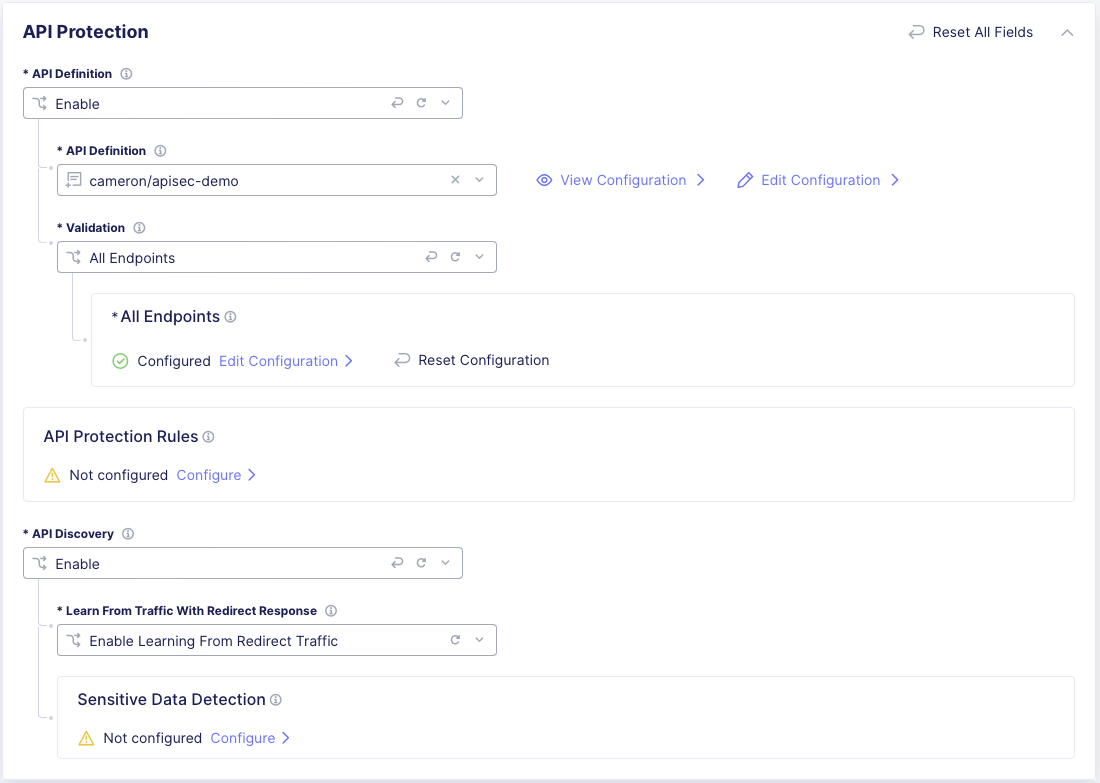 API Protection
Reset All Fields
* API Definition
Enable
* API Definition
cameron/apisec-demo
View Configuration
Edit Configuration
* Validation
All Endpoints
* All Endpoints
Configured Edit Configuration
Reset Configuration
API Protection Rules
Not configured Configure
* API Discovery
Enable
* Learn From Traffic With Redirect Response
Enable Learning From Redirect Traffic
Sensitive Data Detection
Not configured Configure